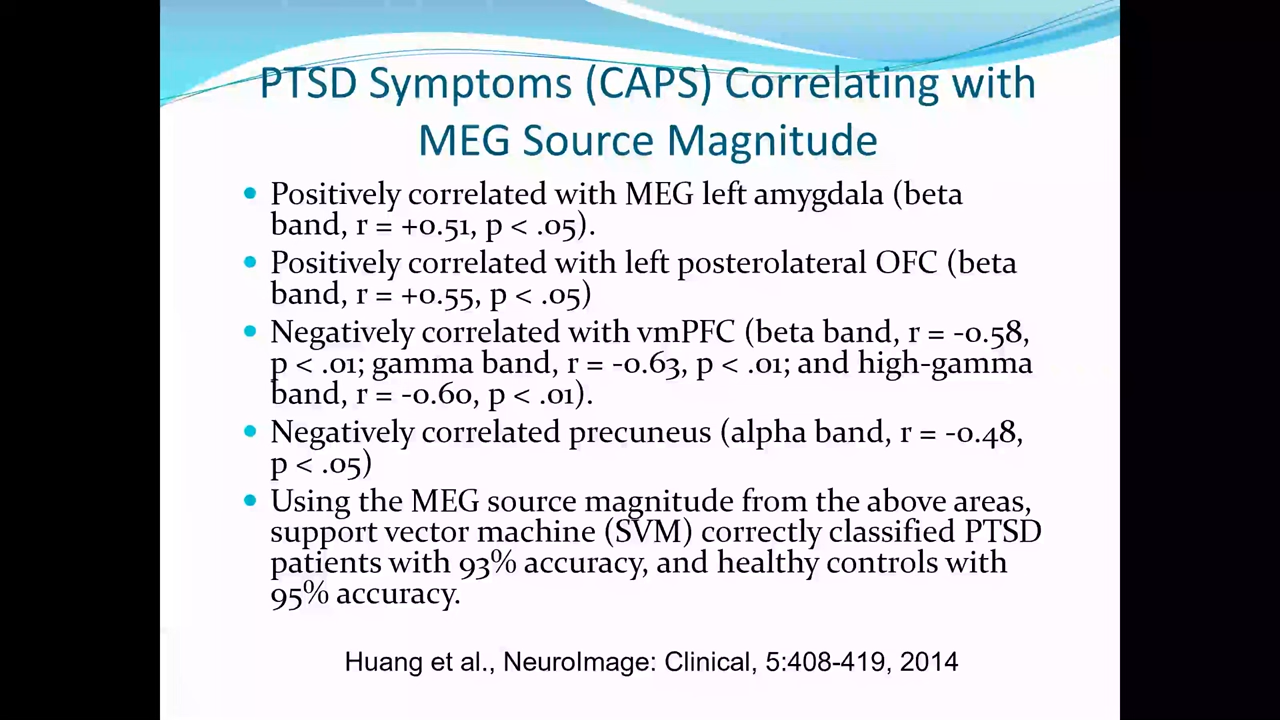 PTSD Symptoms (CAPS) Correlating with
MEG Source Magnitude
• Positively correlated with MEG left amygdala (beta
band, r = +0.51, p < .05).
• Positively correlated with left posterolateral OFC (beta
band, r = +0.55, p < .05)
• Negatively correlated with vmPFC (beta band, r = -0.58,
p < .01; gamma band, r = -0.63, p < .01; and high-gamma
band, r = -0.60, p < .01).
• Negatively correlated precuneus (alpha band, r = -0.48,
p < .05)
• Using the MEG source magnitude from the above areas,
support vector machine (SVM) correctly classified PTSD
patients with 93% accuracy, and healthy controls with
95% accuracy.
Huang et al., NeuroImage: Clinical, 5:408-419, 2014